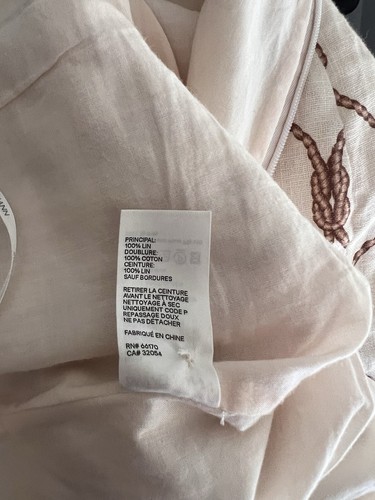 PRINCIPAL:
100% LIN
DOUBLURE:
100% COTON
CEINTURE:
100% LIN
SAUF BORDURES
RETIRER LA CEINTURE
AVANT LE NETTOYAGE
NETTOYAGE À SEC
UNIQUEMENT CODE P
REPASSAGE DOUX
NE PAS DÉTACHER
FABRIQUÉ EN CHINE
RN# 66170
CA# 32054